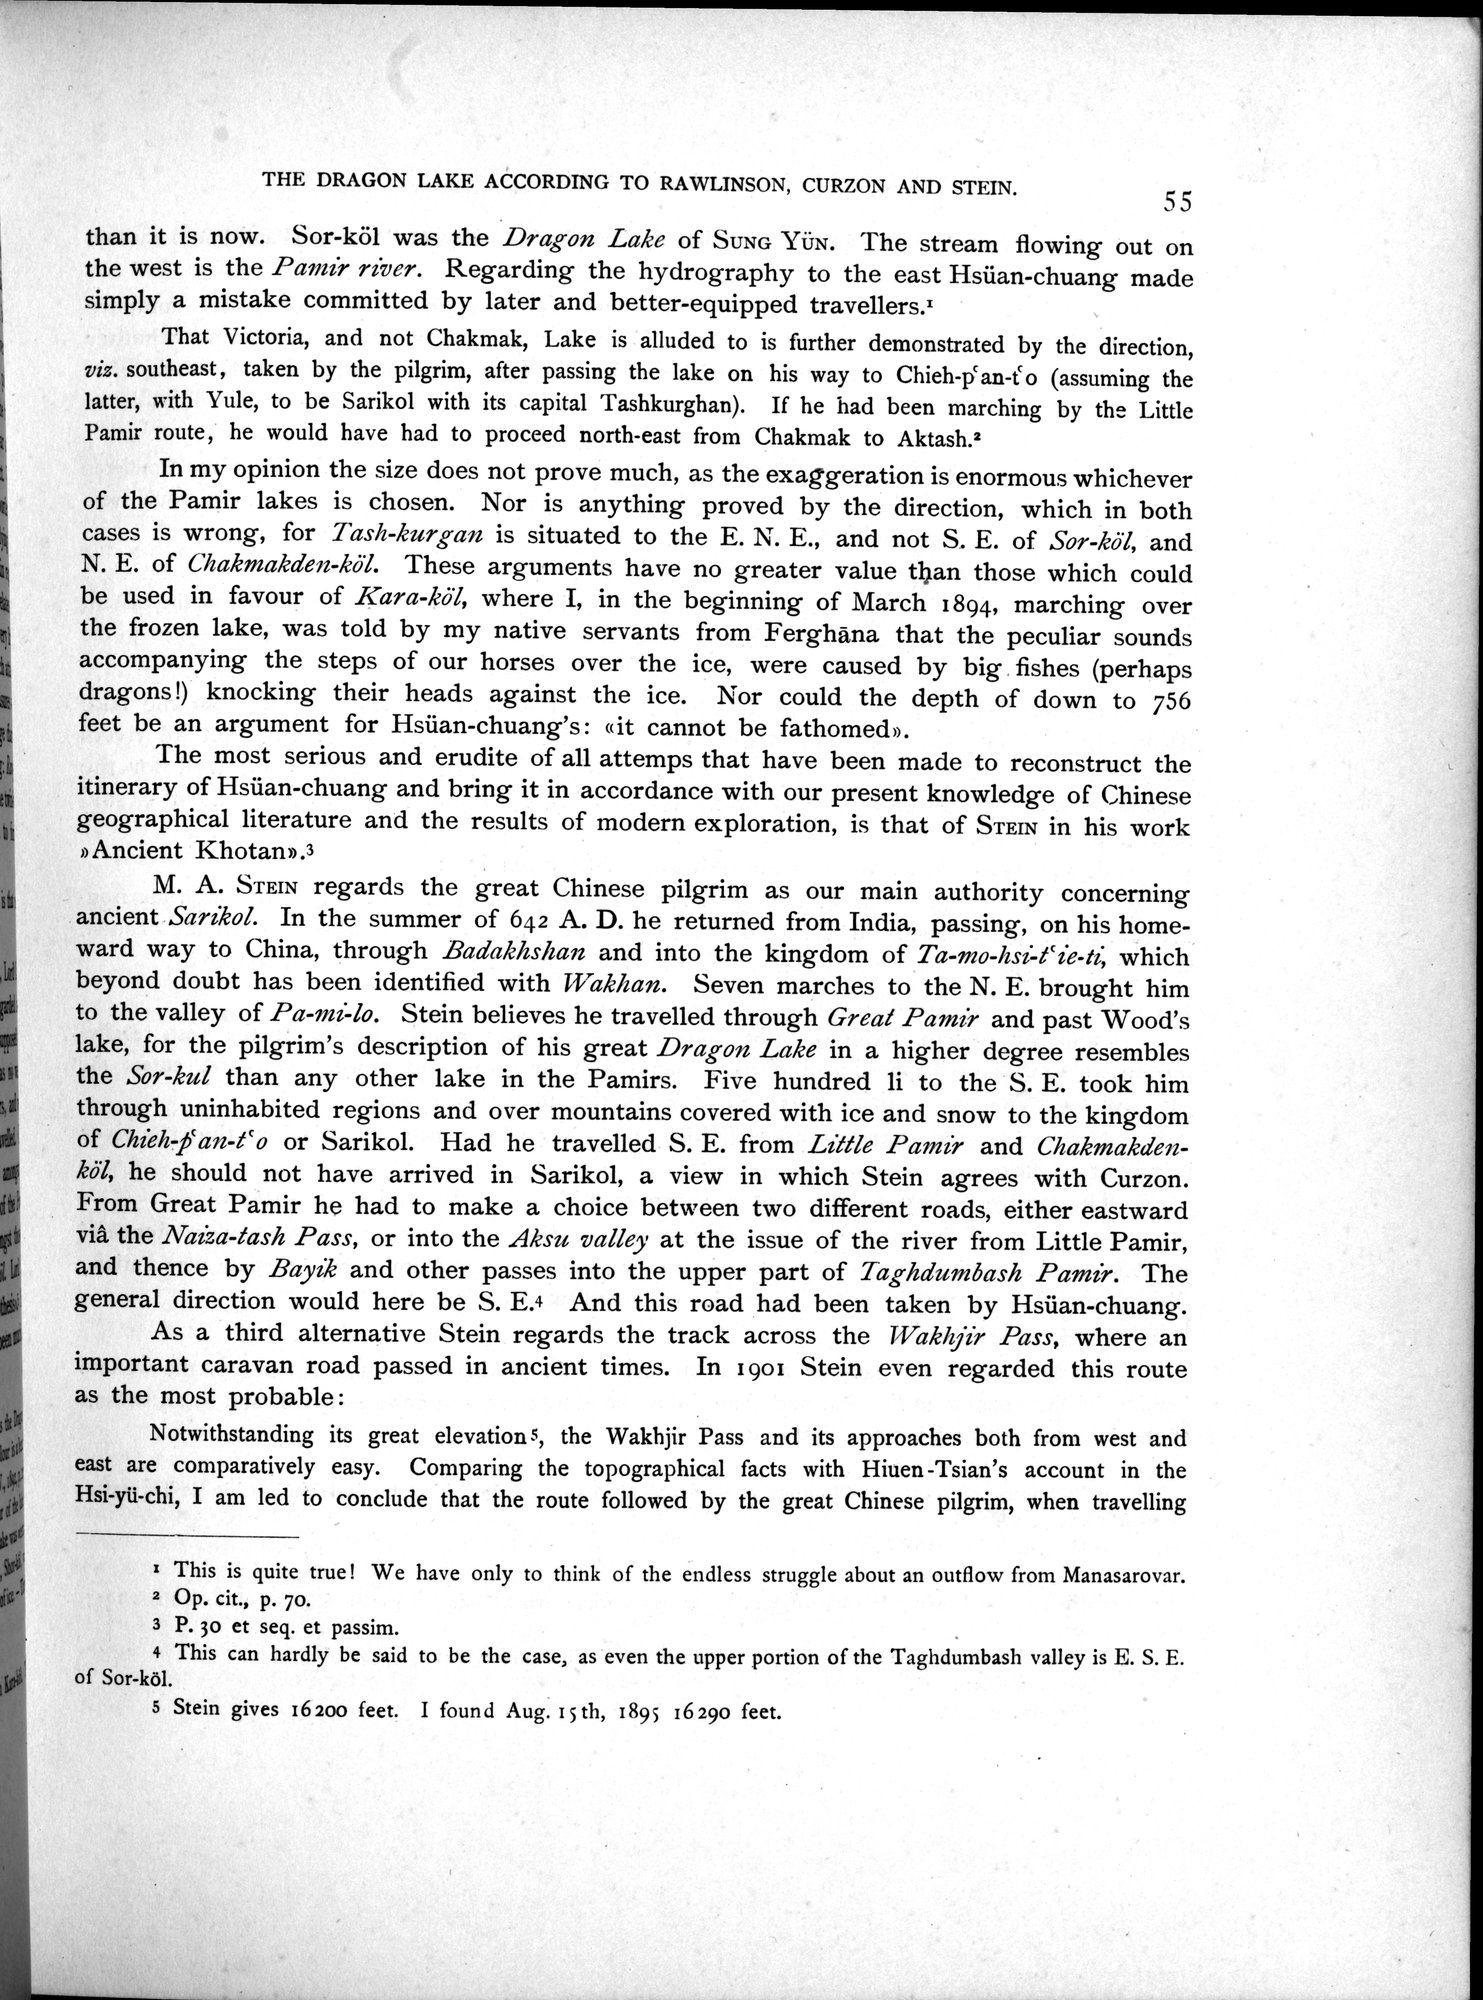 THE DRAGON LAKE ACCORDING TO RAWLINSON, CURZON AND STEIN.
55
than it is now. Sor-köl was the Dragon Lake of SUNG YÜN. The stream flowing out on
the west is the Pamir river. Regarding the hydrography to the east Hsüan-chuang made
simply a mistake committed by later and better-equipped travellers.¹
That Victoria, and not Chakmak, Lake is alluded to is further demonstrated by the direction,
viz. southeast, taken by the pilgrim, after passing the lake on his way to Chieh-pʿan-tʿo (assuming the
latter, with Yule, to be Sarikol with its capital Tashkurghan). If he had been marching by the Little
Pamir route, he would have had to proceed north-east from Chakmak to Aktash.²
In my opinion the size does not prove much, as the exaggeration is enormous whichever
of the Pamir lakes is chosen. Nor is anything proved by the direction, which in both
cases is wrong, for Tash-kurgan is situated to the E. N. E., and not S. E. of Sor-köl, and
N. E. of Chakmakden-köl. These arguments have no greater value than those which could
be used in favour of Kara-köl, where I, in the beginning of March 1894, marching over
the frozen lake, was told by my native servants from Ferghāna that the peculiar sounds
accompanying the steps of our horses over the ice, were caused by big fishes (perhaps
dragons!) knocking their heads against the ice. Nor could the depth of down to 756
feet be an argument for Hsüan-chuang's: «it cannot be fathomed».
The most serious and erudite of all attemps that have been made to reconstruct the
itinerary of Hsüan-chuang and bring it in accordance with our present knowledge of Chinese
geographical literature and the results of modern exploration, is that of STEIN in his work
»Ancient Khotan».³
M. A. STEIN regards the great Chinese pilgrim as our main authority concerning
ancient Sarikol. In the summer of 642 A. D. he returned from India, passing, on his home-
ward way to China, through Badakhshan and into the kingdom of Ta-mo-hsi-tʿie-ti, which
beyond doubt has been identified with Wakhan. Seven marches to the N. E. brought him
to the valley of Pa-mi-lo. Stein believes he travelled through Great Pamir and past Wood's
lake, for the pilgrim's description of his great Dragon Lake in a higher degree resembles
the Sor-kul than any other lake in the Pamirs. Five hundred li to the S. E. took him
through uninhabited regions and over mountains covered with ice and snow to the kingdom
of Chieh-pʿan-tʿo or Sarikol. Had he travelled S. E. from Little Pamir and Chakmakden-
köl, he should not have arrived in Sarikol, a view in which Stein agrees with Curzon.
From Great Pamir he had to make a choice between two different roads, either eastward
viâ the Naiza-tash Pass, or into the Aksu valley at the issue of the river from Little Pamir,
and thence by Bayik and other passes into the upper part of Taghdumbash Pamir. The
general direction would here be S. E.⁴ And this road had been taken by Hsüan-chuang.
As a third alternative Stein regards the track across the Wakhjir Pass, where an
important caravan road passed in ancient times. In 1901 Stein even regarded this route
as the most probable:
Notwithstanding its great elevation⁵, the Wakhjir Pass and its approaches both from west and
east are comparatively easy. Comparing the topographical facts with Hiuen-Tsian's account in the
Hsi-yü-chi, I am led to conclude that the route followed by the great Chinese pilgrim, when travelling
¹ This is quite true! We have only to think of the endless struggle about an outflow from Manasarovar.
² Op. cit., p. 70.
³ P. 30 et seq. et passim.
⁴ This can hardly be said to be the case, as even the upper portion of the Taghdumbash valley is E. S. E.
of Sor-köl.
⁵ Stein gives 16 200 feet. I found Aug. 15th, 1895 16 290 feet.